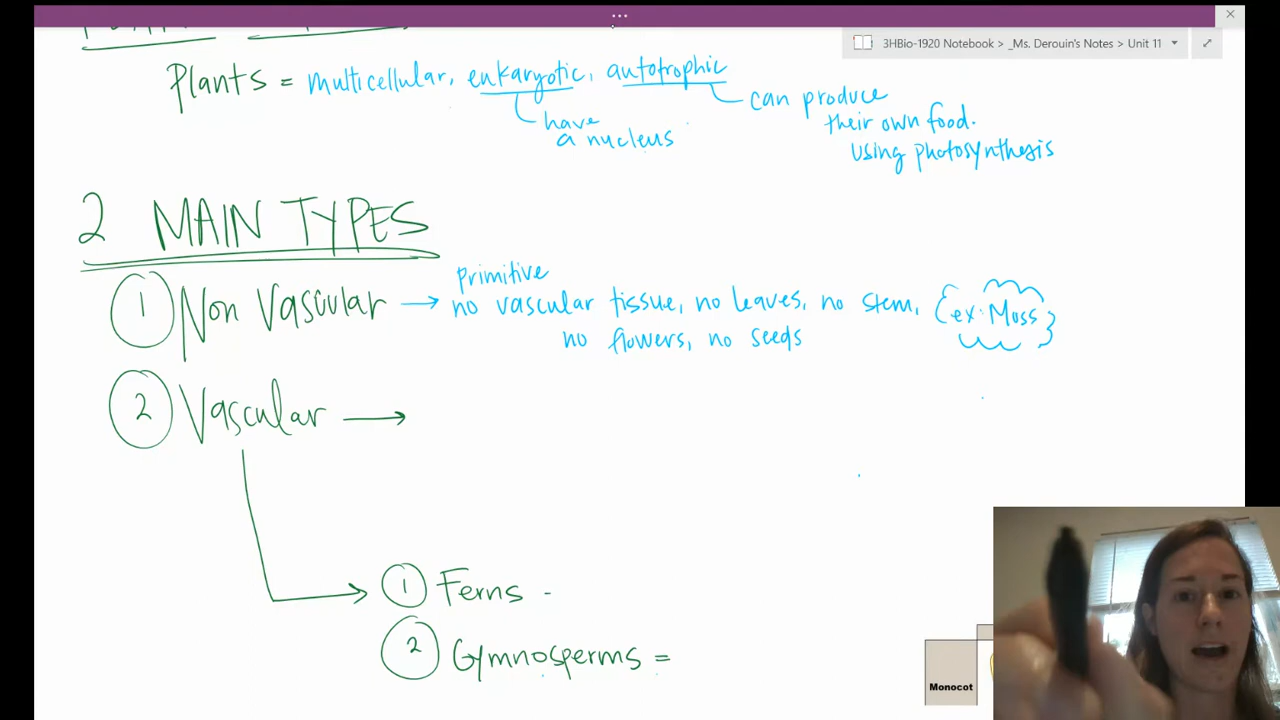 3HBio-1920 Notebook > _Ms. Derouin's Notes > Unit 11
Plants = multicellular, eukaryotic, autotrophic
can produce
have
their own food.
a nucleus
using photosynthesis
2 MAIN TYPES
primitive
1 Non Vascular → no vascular tissue, no leaves, no stem, {ex: Moss}
no flowers, no seeds
2 Vascular →
1 Ferns -
2 Gymnosperms =
Monocot